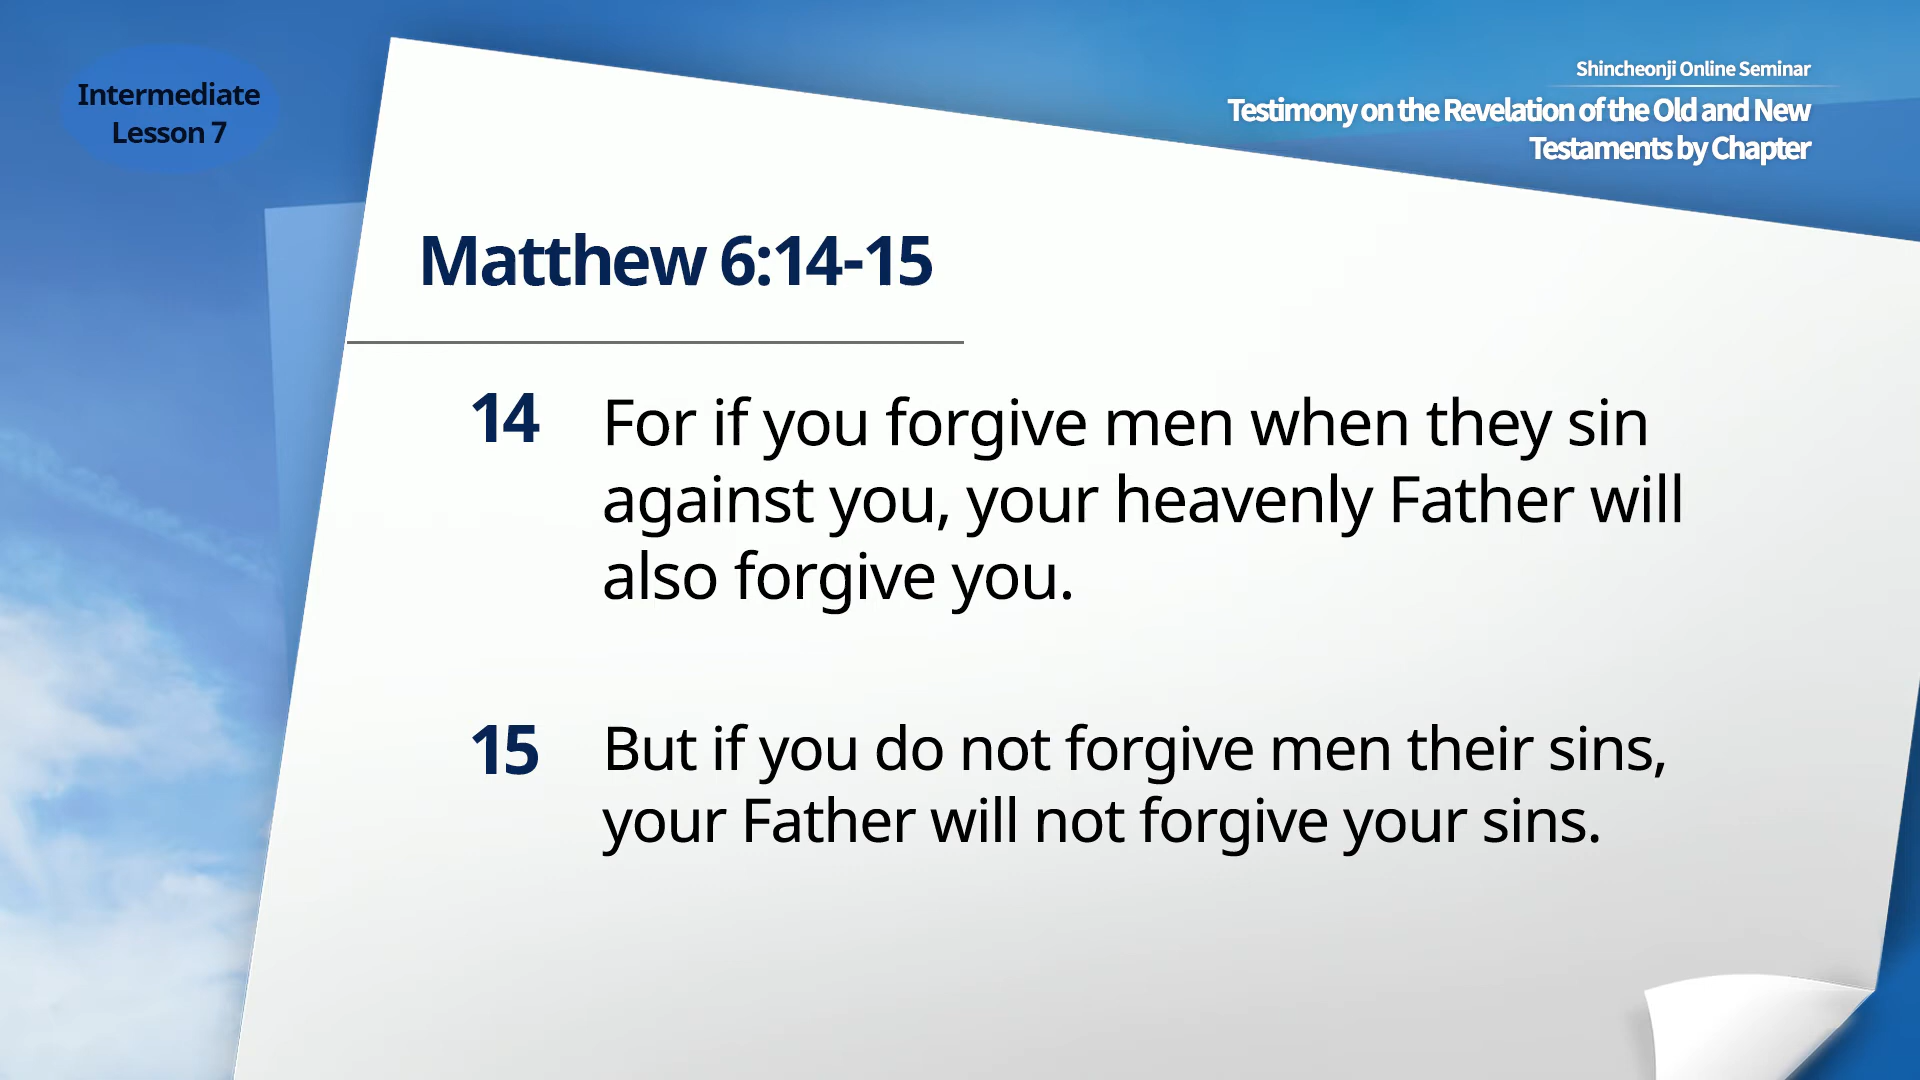 Intermediate
Lesson 7
Shincheonji Online Seminar
Testimony on the Revelation of the Old and New
Testaments by Chapter
Matthew 6:14-15
14 For if you forgive men when they sin
against you, your heavenly Father will
also forgive you.
15 But if you do not forgive men their sins,
your Father will not forgive your sins.